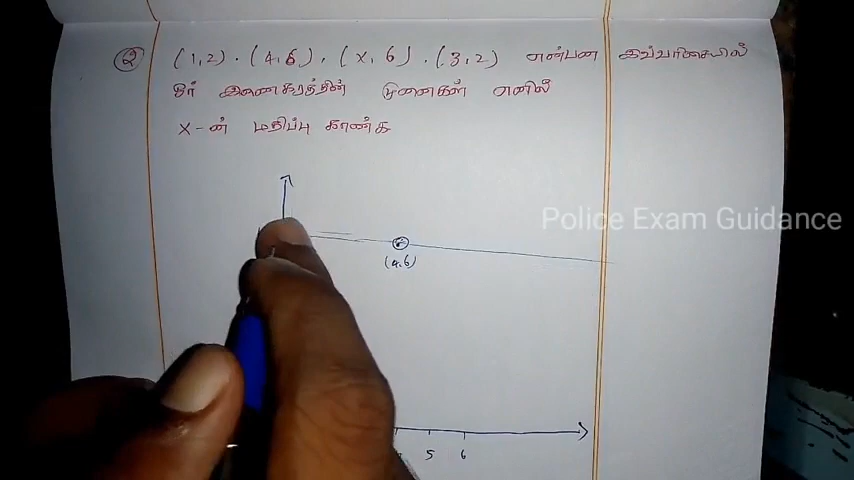 ② (1,2) . (4,6) , (x, 6) . (3,2) என்பன இவ்வரிசையில்
ஓர் இணைகரத்தின் முனைகள் எனில்
x-ன் மதிப்பு காண்க
Police Exam Guidance
(4,6)
5 6